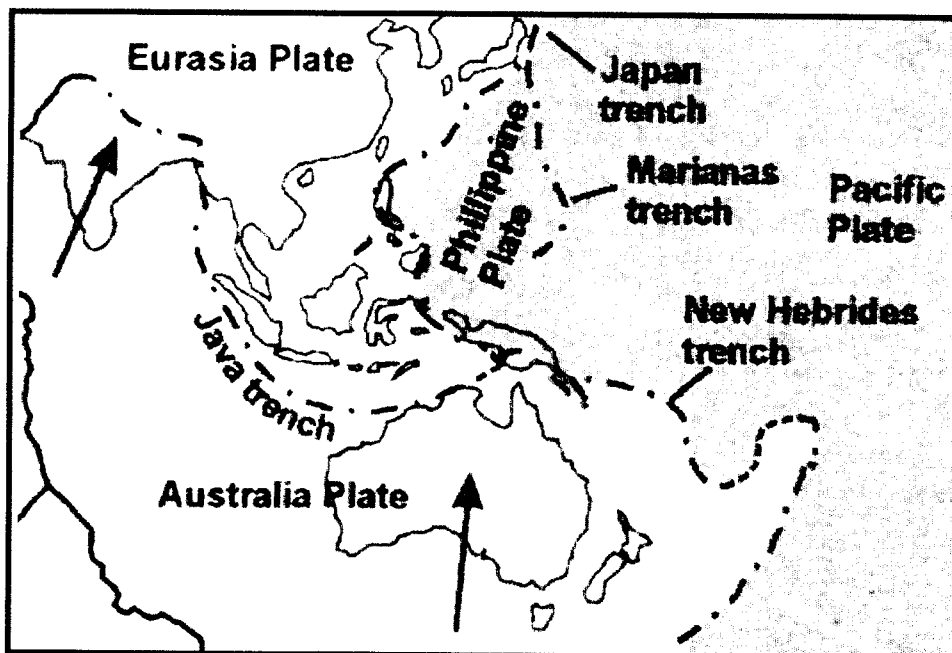 Eurasia Plate
Japan
trench
Phillippine
Plate
Marianas
trench
Pacific
Plate
New Hebrides
trench
Java trench
Australia Plate